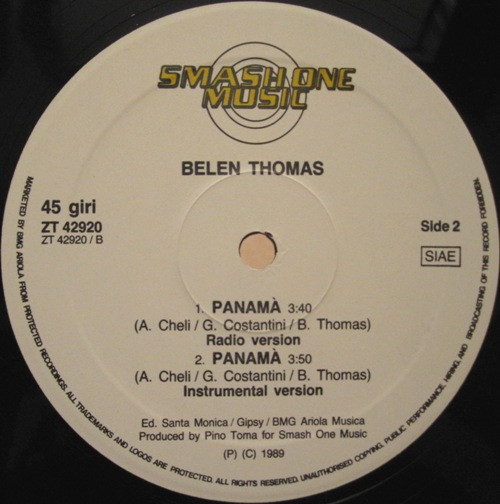 SMASH ONE
MUSIC
BELEN THOMAS
45 giri
ZT 42920
ZT 42920 / B
Side 2
SIAE
1. PANAMÀ 3:40
(A. Cheli / G. Costantini / B. Thomas)
Radio version
2. PANAMÀ 3:50
(A. Cheli / G. Costantini / B. Thomas)
Instrumental version
Ed. Santa Monica / Gipsy / BMG Ariola Musica
Produced by Pino Toma for Smash One Music
(P) (C) 1989
MARKETED BY BMG ARIOLA FROM PROTECTED RECORDINGS. ALL TRADEMARKS AND LOGOS ARE PROTECTED. ALL RIGHTS RESERVED. UNAUTHORISED COPYING, PUBLIC PERFORMANCE, HIRING, AND BROADCASTING OF THIS RECORD FORBIDDEN.